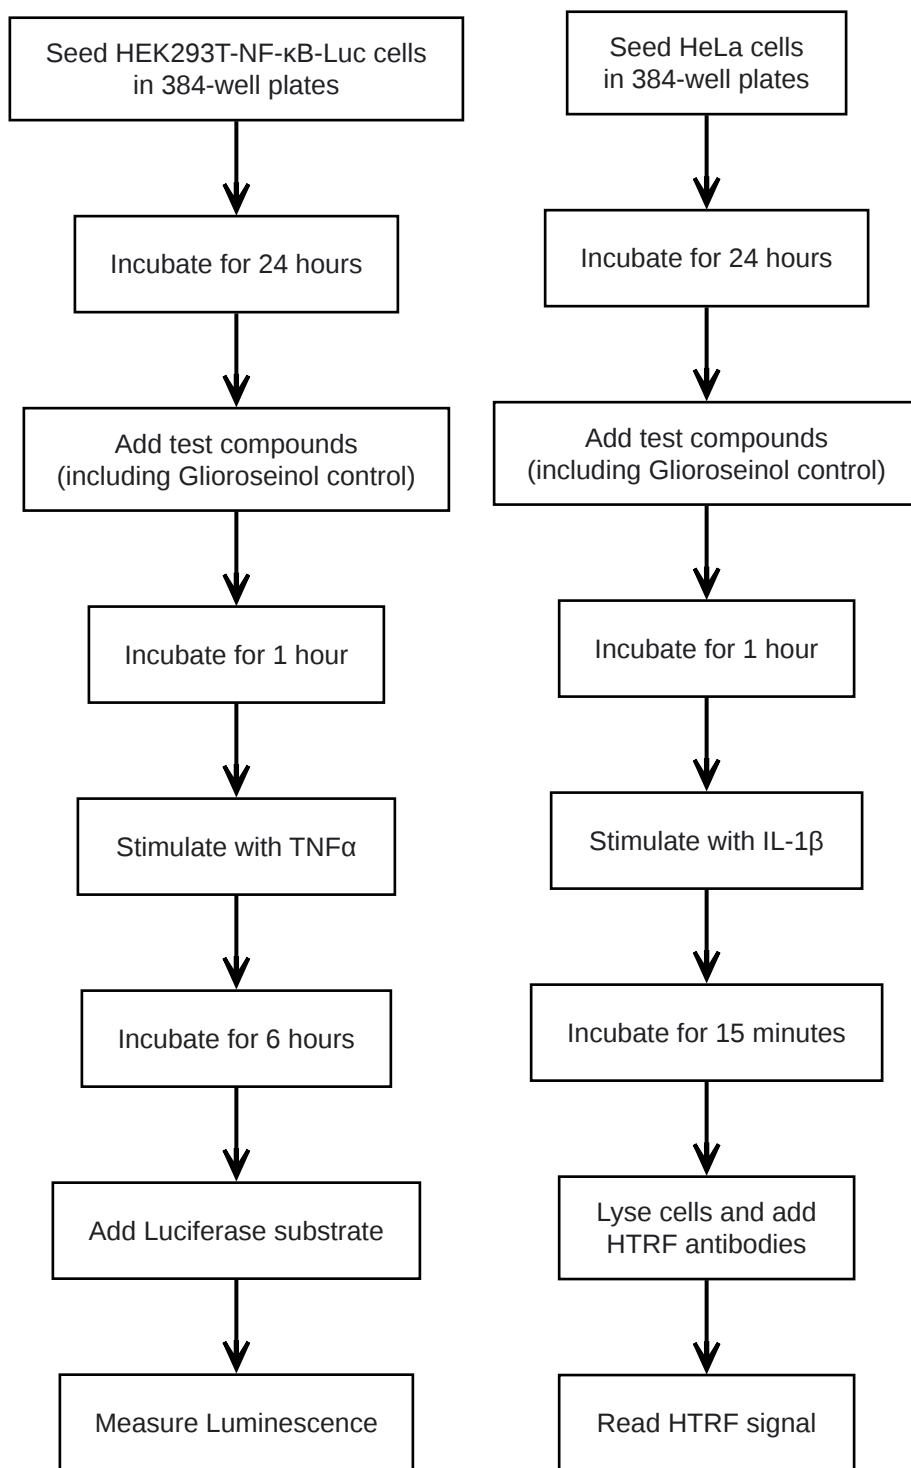 Seed HEK293T-NF-κB-Luc cells
in 384-well plates
Incubate for 24 hours
Add test compounds
(including Glioroseinol control)
Incubate for 1 hour
Stimulate with TNFα
Incubate for 6 hours
Add Luciferase substrate
Measure Luminescence
Seed HeLa cells
in 384-well plates
Incubate for 24 hours
Add test compounds
(including Glioroseinol control)
Incubate for 1 hour
Stimulate with IL-1β
Incubate for 15 minutes
Lyse cells and add
HTRF antibodies
Read HTRF signal